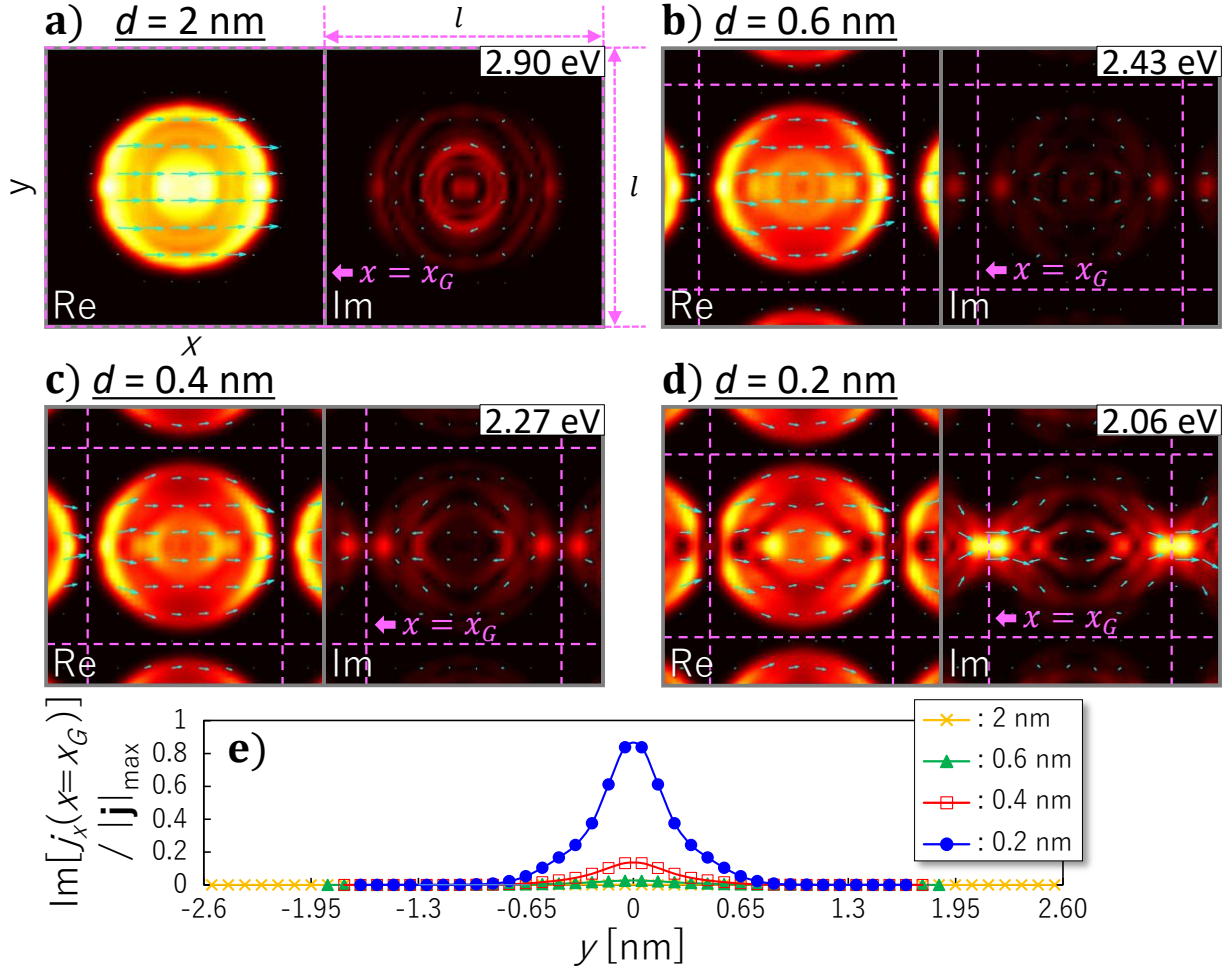 a) d = 2 nm
l
2.90 eV
l
y
x = x_G
Re
Im
x
b) d = 0.6 nm
2.43 eV
x = x_G
Re
Im
c) d = 0.4 nm
2.27 eV
x = x_G
Re
Im
d) d = 0.2 nm
2.06 eV
x = x_G
Re
Im
Im[j_x(x=x_G)]
/ |j|_max
e)
1
0.8
0.6
0.4
0.2
0
-2.6 -1.95 -1.3 -0.65 0 0.65 1.3 1.95 2.60
y [nm]
: 2 nm
: 0.6 nm
: 0.4 nm
: 0.2 nm